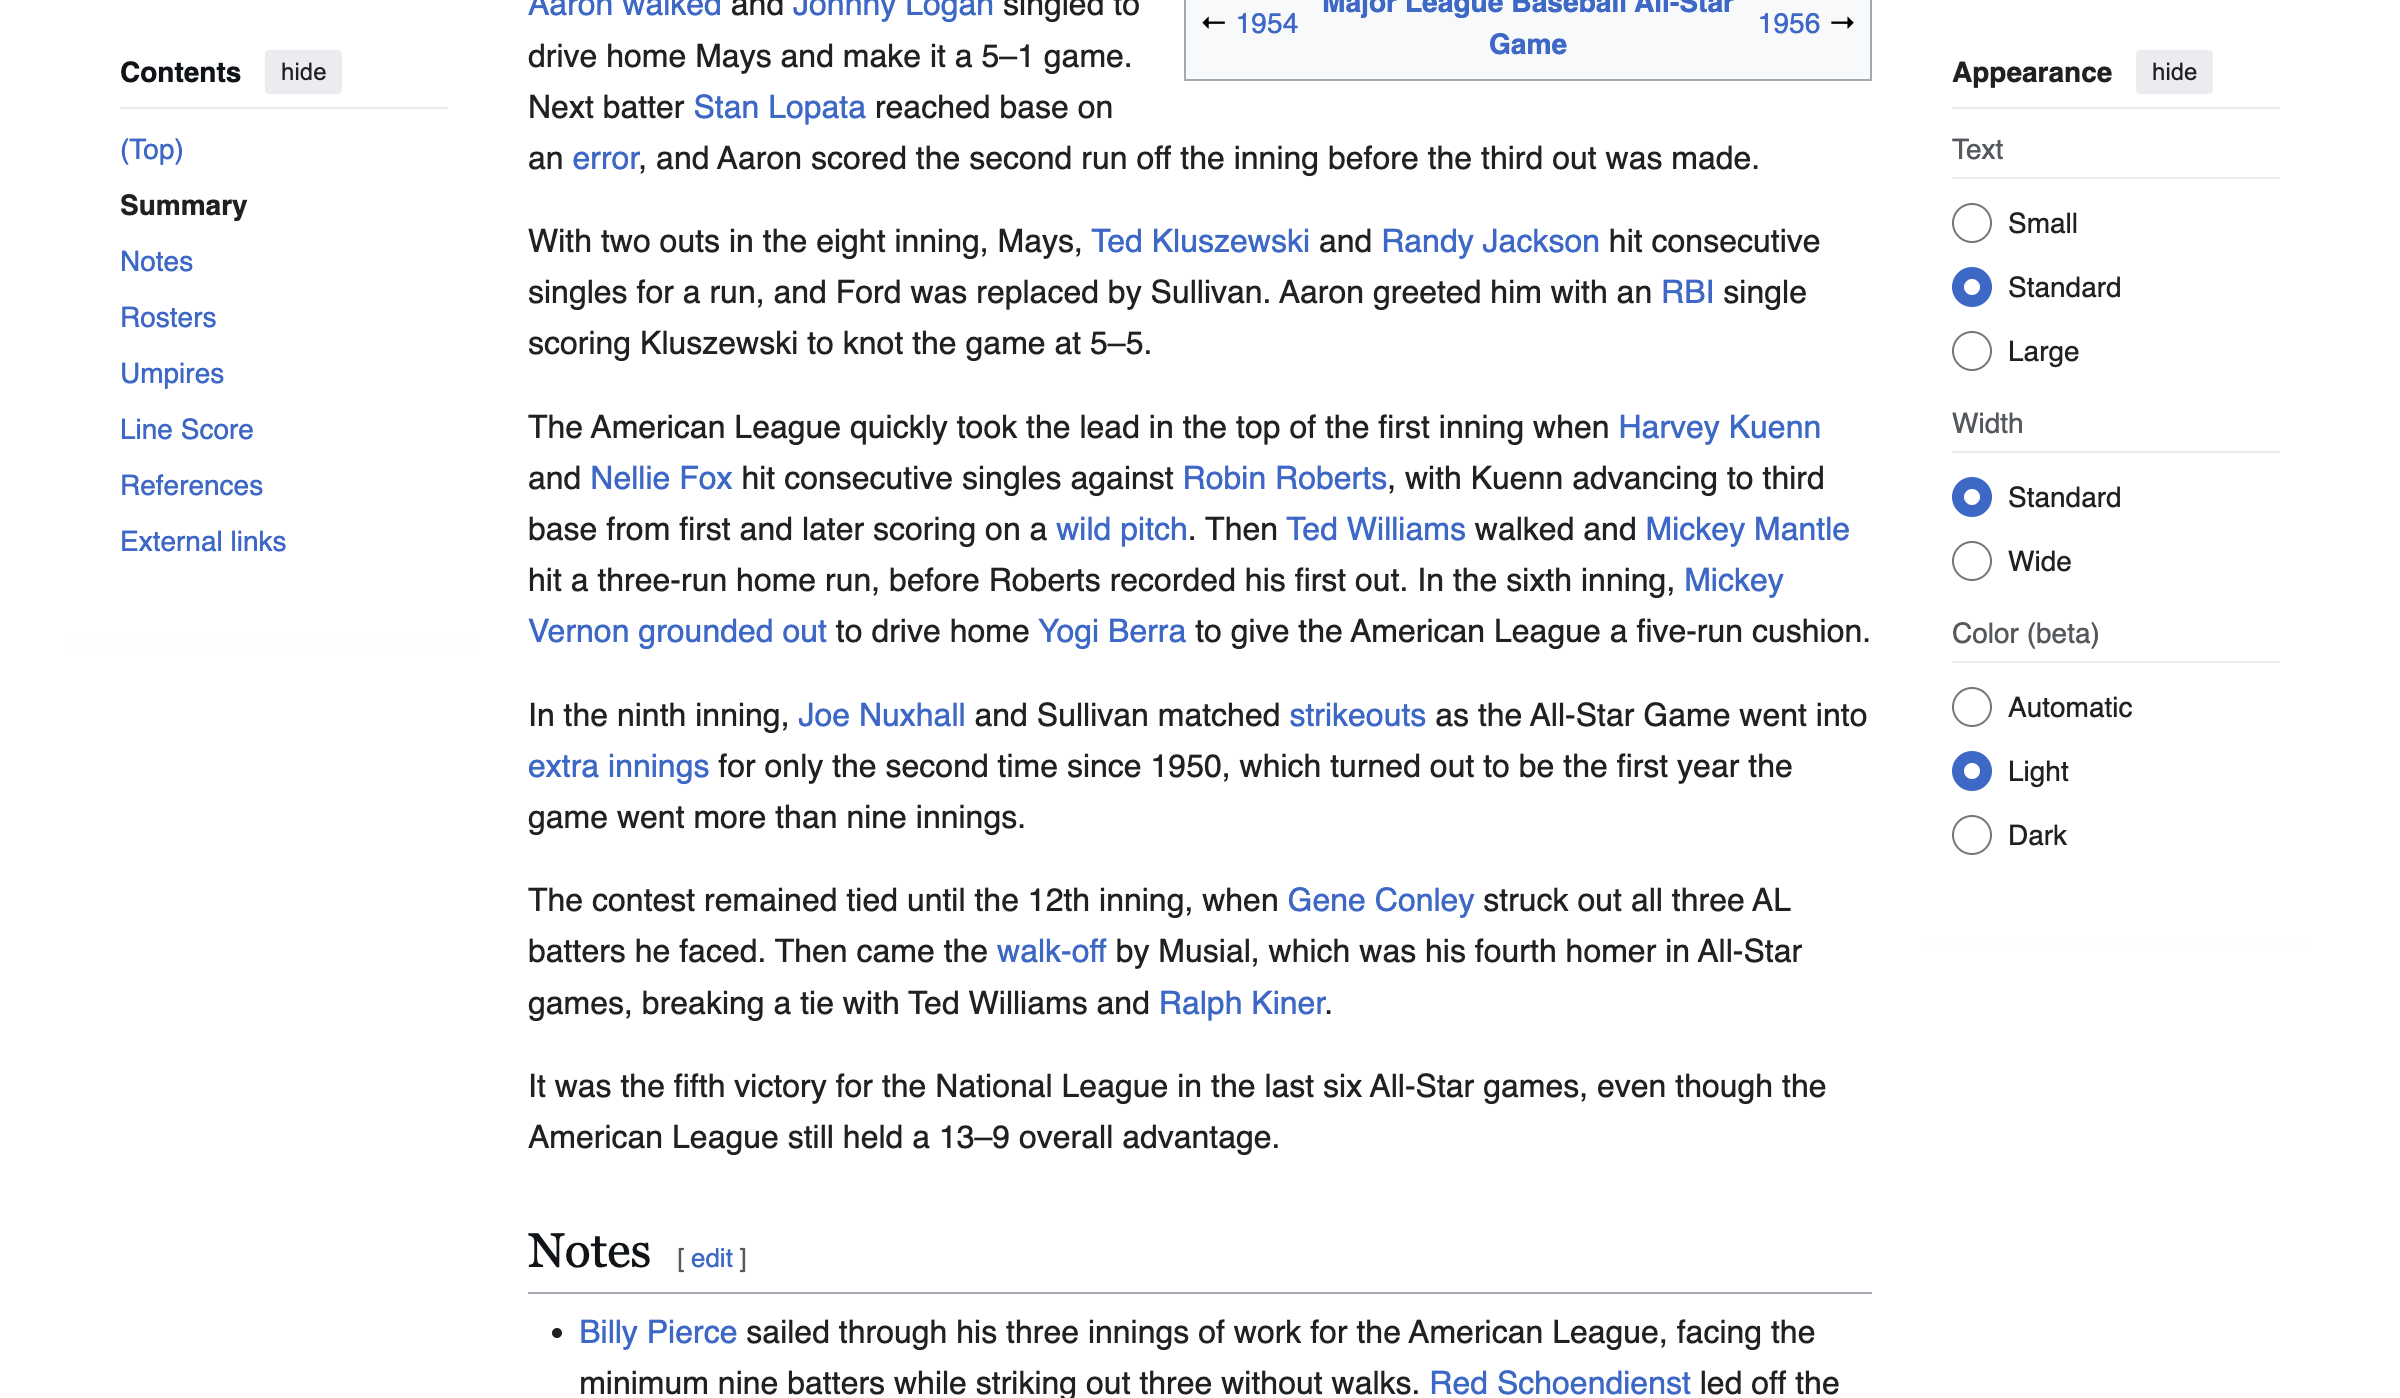 Contents hide
(Top)
Summary
Notes
Rosters
Umpires
Line Score
References
External links
Aaron walked and Johnny Logan singled to
drive home Mays and make it a 5–1 game.
Next batter Stan Lopata reached base on
an error, and Aaron scored the second run off the inning before the third out was made.
← 1954 Major League Baseball All-Star Game 1956 →
With two outs in the eight inning, Mays, Ted Kluszewski and Randy Jackson hit consecutive
singles for a run, and Ford was replaced by Sullivan. Aaron greeted him with an RBI single
scoring Kluszewski to knot the game at 5–5.
The American League quickly took the lead in the top of the first inning when Harvey Kuenn
and Nellie Fox hit consecutive singles against Robin Roberts, with Kuenn advancing to third
base from first and later scoring on a wild pitch. Then Ted Williams walked and Mickey Mantle
hit a three-run home run, before Roberts recorded his first out. In the sixth inning, Mickey
Vernon grounded out to drive home Yogi Berra to give the American League a five-run cushion.
In the ninth inning, Joe Nuxhall and Sullivan matched strikeouts as the All-Star Game went into
extra innings for only the second time since 1950, which turned out to be the first year the
game went more than nine innings.
The contest remained tied until the 12th inning, when Gene Conley struck out all three AL
batters he faced. Then came the walk-off by Musial, which was his fourth homer in All-Star
games, breaking a tie with Ted Williams and Ralph Kiner.
It was the fifth victory for the National League in the last six All-Star games, even though the
American League still held a 13–9 overall advantage.
Notes [ edit ]
• Billy Pierce sailed through his three innings of work for the American League, facing the
minimum nine batters while striking out three without walks. Red Schoendienst led off the
Appearance hide
Text
Small
Standard
Large
Width
Standard
Wide
Color (beta)
Automatic
Light
Dark